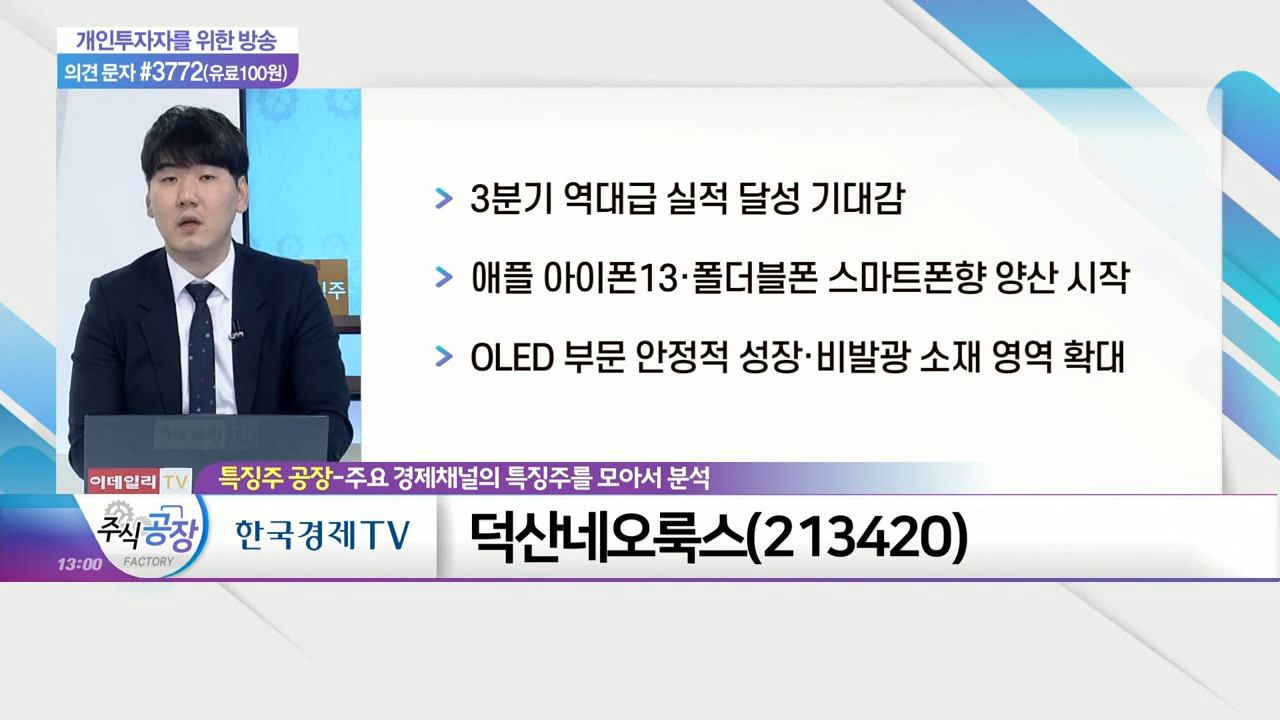 개인투자자를 위한 방송
의견 문자 #3772(유료100원)
3분기 역대급 실적 달성 기대감
애플 아이폰13·폴더블폰 스마트폰향 양산 시작
OLED 부문 안정적 성장·비발광 소재 영역 확대
이데일리 TV
이데일리 TV
특징주 공장-주요 경제채널의 특징주를 모아서 분석
주식 공장
FACTORY
13:00
한국경제TV
덕산네오룩스(213420)